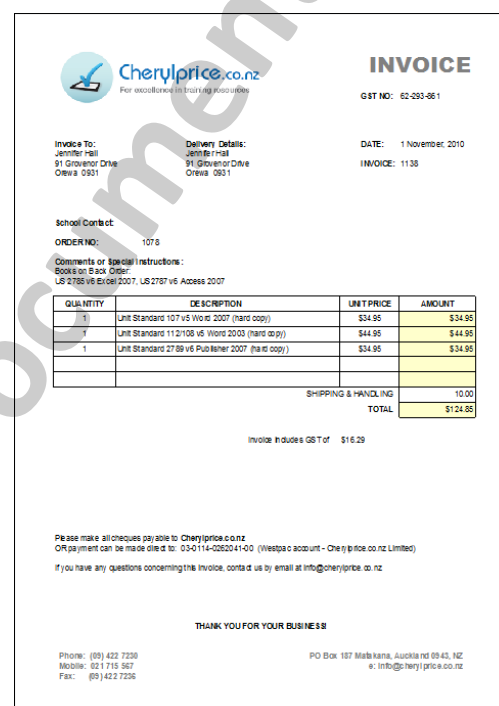 Cherylprice.co.nz
For excellence in training resources
INVOICE
GST NO: 62-293-861
Invoice To:
Jennifer Hall
91 Grovenor Drive
Orewa 0931
Delivery Details:
Jennifer Hall
91 Grovenor Drive
Orewa 0931
DATE: 1 November, 2010
INVOICE: 1138
School Contact:
ORDER NO: 1078
Comments or Special Instructions:
Books on Back Order:
US 2785 v6 Excel 2007, US 2787 v6 Access 2007
QUANTITY DESCRIPTION UNIT PRICE AMOUNT
1 Unit Standard 107 v5 Word 2007 (hard copy) $34.95 $34.95
1 Unit Standard 112/108 v5 Word 2003 (hard copy) $44.95 $44.95
1 Unit Standard 2789 v6 Publisher 2007 (hard copy) $34.95 $34.95
SHIPPING & HANDLING 10.00
TOTAL $124.85
Invoice includes GST of $16.29
Please make all cheques payable to Cherylprice.co.nz
OR payment can be made direct to: 03-0114-0262041-00 (Westpac account - Cherylprice.co.nz Limited)
If you have any questions concerning this invoice, contact us by email at info@cherylprice.co.nz
THANK YOU FOR YOUR BUSINESS!
Phone: (09) 422 7230
Mobile: 021 715 567
Fax: (09) 422 7236
PO Box 187 Matakana, Auckland 0943, NZ
e: info@cherylprice.co.nz